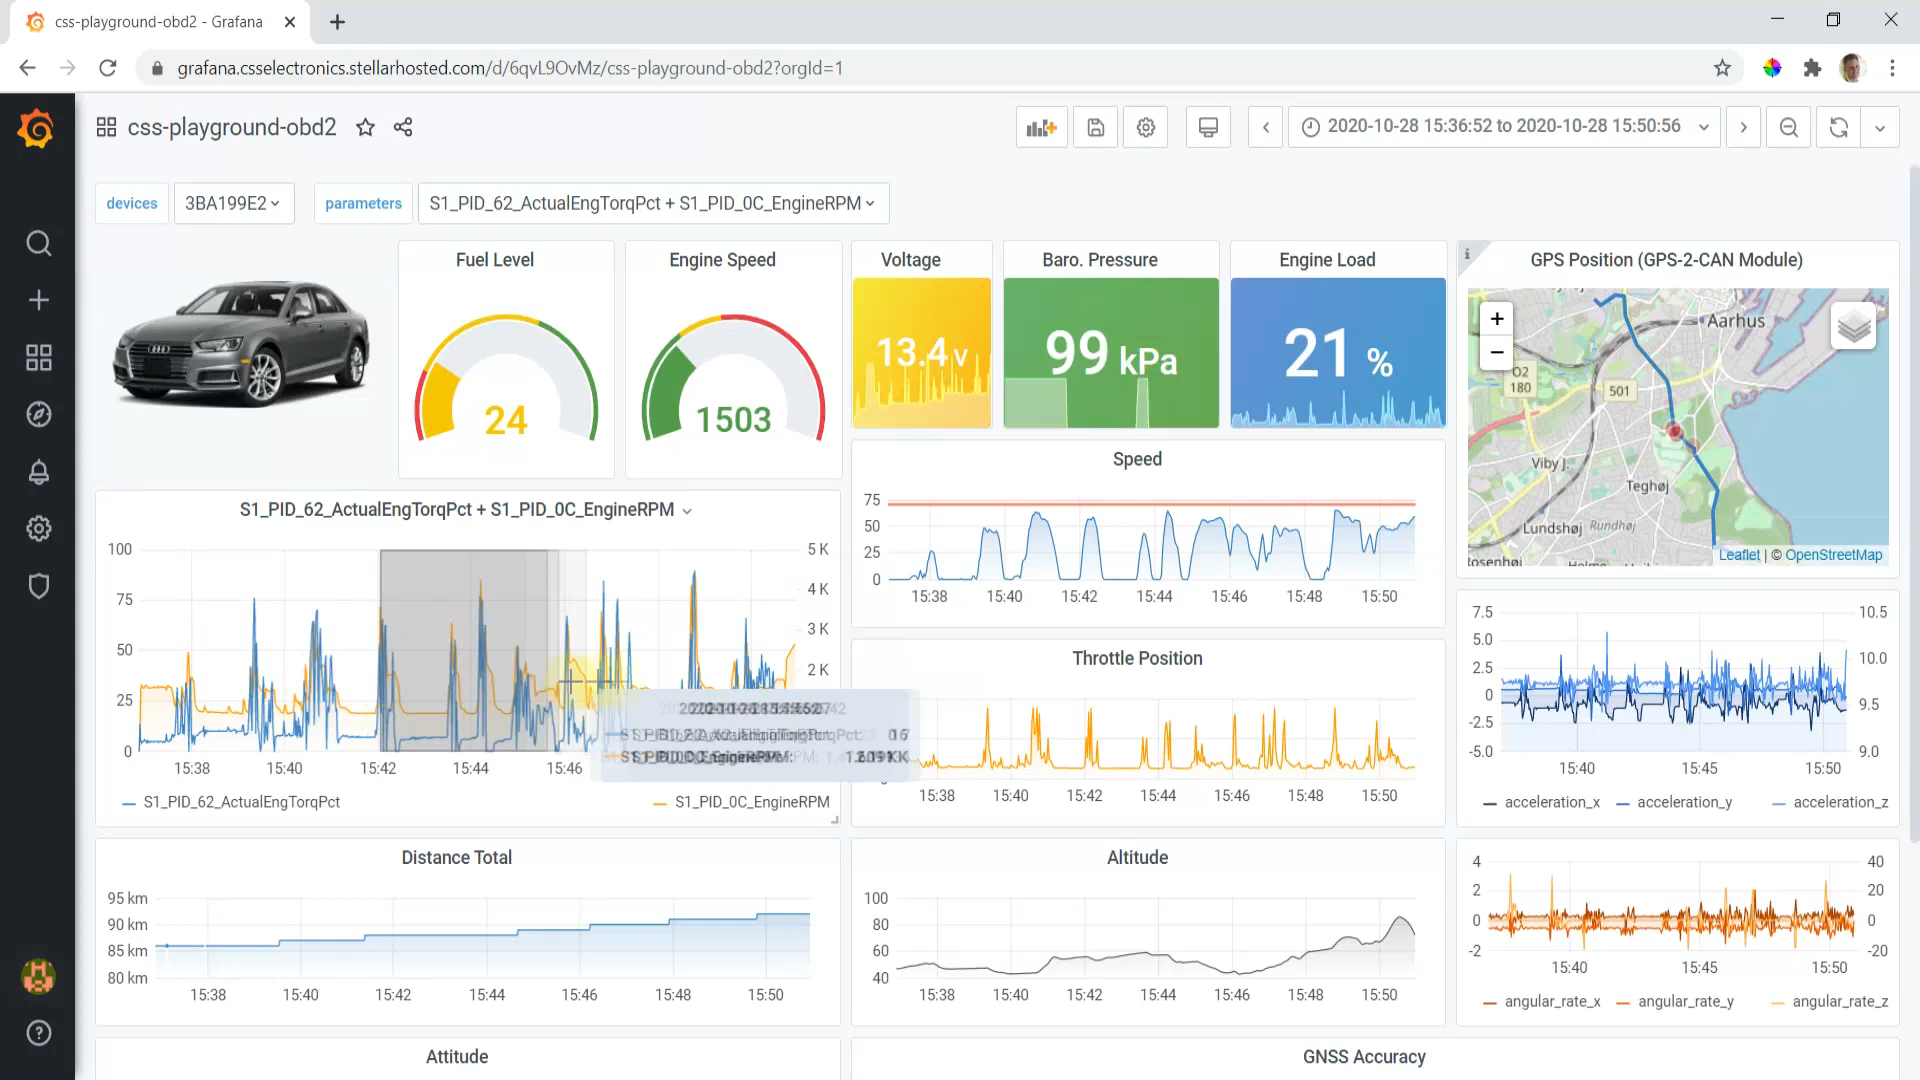 css-playground-obd2 - Grafana
grafana.csselectronics.stellarhosted.com/d/6qvL9OvMz/css-playground-obd2?orgId=1
css-playground-obd2
2020-10-28 15:36:52 to 2020-10-28 15:50:56
devices
3BA199E2
parameters
S1_PID_62_ActualEngTorqPct + S1_PID_0C_EngineRPM
Fuel Level
24
Engine Speed
1503
Voltage
13.4 v
Baro. Pressure
99 kPa
Engine Load
21 %
GPS Position (GPS-2-CAN Module)
i
+
−
Aarhus
O2
180
501
Viby J.
Teghøj
Lundshøj
Rundhøj
Leaflet | © OpenStreetMap
S1_PID_62_ActualEngTorqPct + S1_PID_0C_EngineRPM
100
75
50
25
0
5 K
4 K
3 K
2 K
15:38 15:40 15:42 15:44 15:46
S1_PID_62_ActualEngTorqPct
S1_PID_0C_EngineRPM
Speed
75
50
25
0
15:38 15:40 15:42 15:44 15:46 15:48 15:50
Throttle Position
15:38 15:40 15:42 15:44 15:46 15:48 15:50
7.5
5.0
2.5
0
-2.5
-5.0
10.5
10.0
9.5
9.0
15:40 15:45 15:50
acceleration_x acceleration_y acceleration_z
Distance Total
95 km
90 km
85 km
80 km
15:38 15:40 15:42 15:44 15:46 15:48 15:50
Altitude
100
80
60
40
15:38 15:40 15:42 15:44 15:46 15:48 15:50
4
2
0
-2
40
20
0
-20
15:40 15:45 15:50
angular_rate_x angular_rate_y angular_rate_z
Attitude
GNSS Accuracy